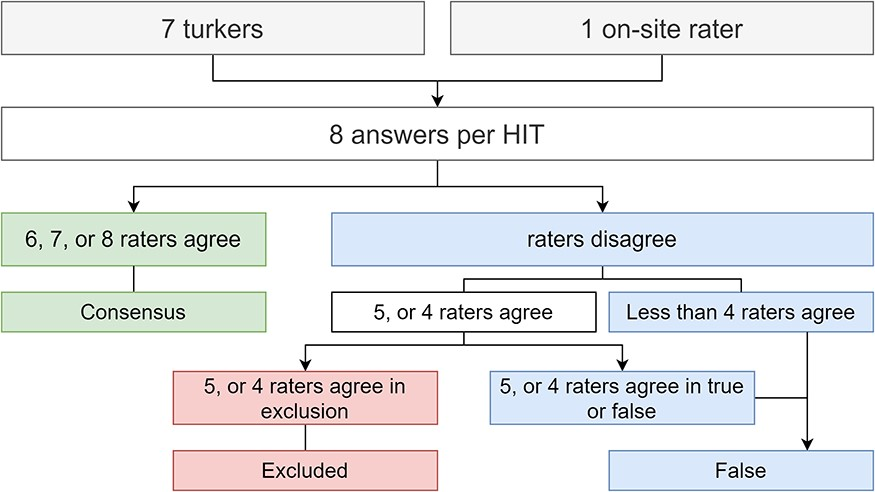 7 turkers
1 on-site rater
8 answers per HIT
6, 7, or 8 raters agree
raters disagree
Consensus
5, or 4 raters agree
Less than 4 raters agree
5, or 4 raters agree in
exclusion
5, or 4 raters agree in true
or false
Excluded
False